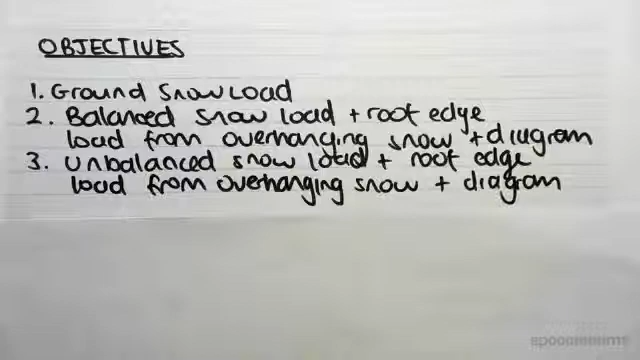 OBJECTIVES
1. Ground Snow Load
2. Balanced snow load + roof edge
load from overhanging snow + diagram
3. Unbalanced snow load + roof edge
load from overhanging snow + diagram